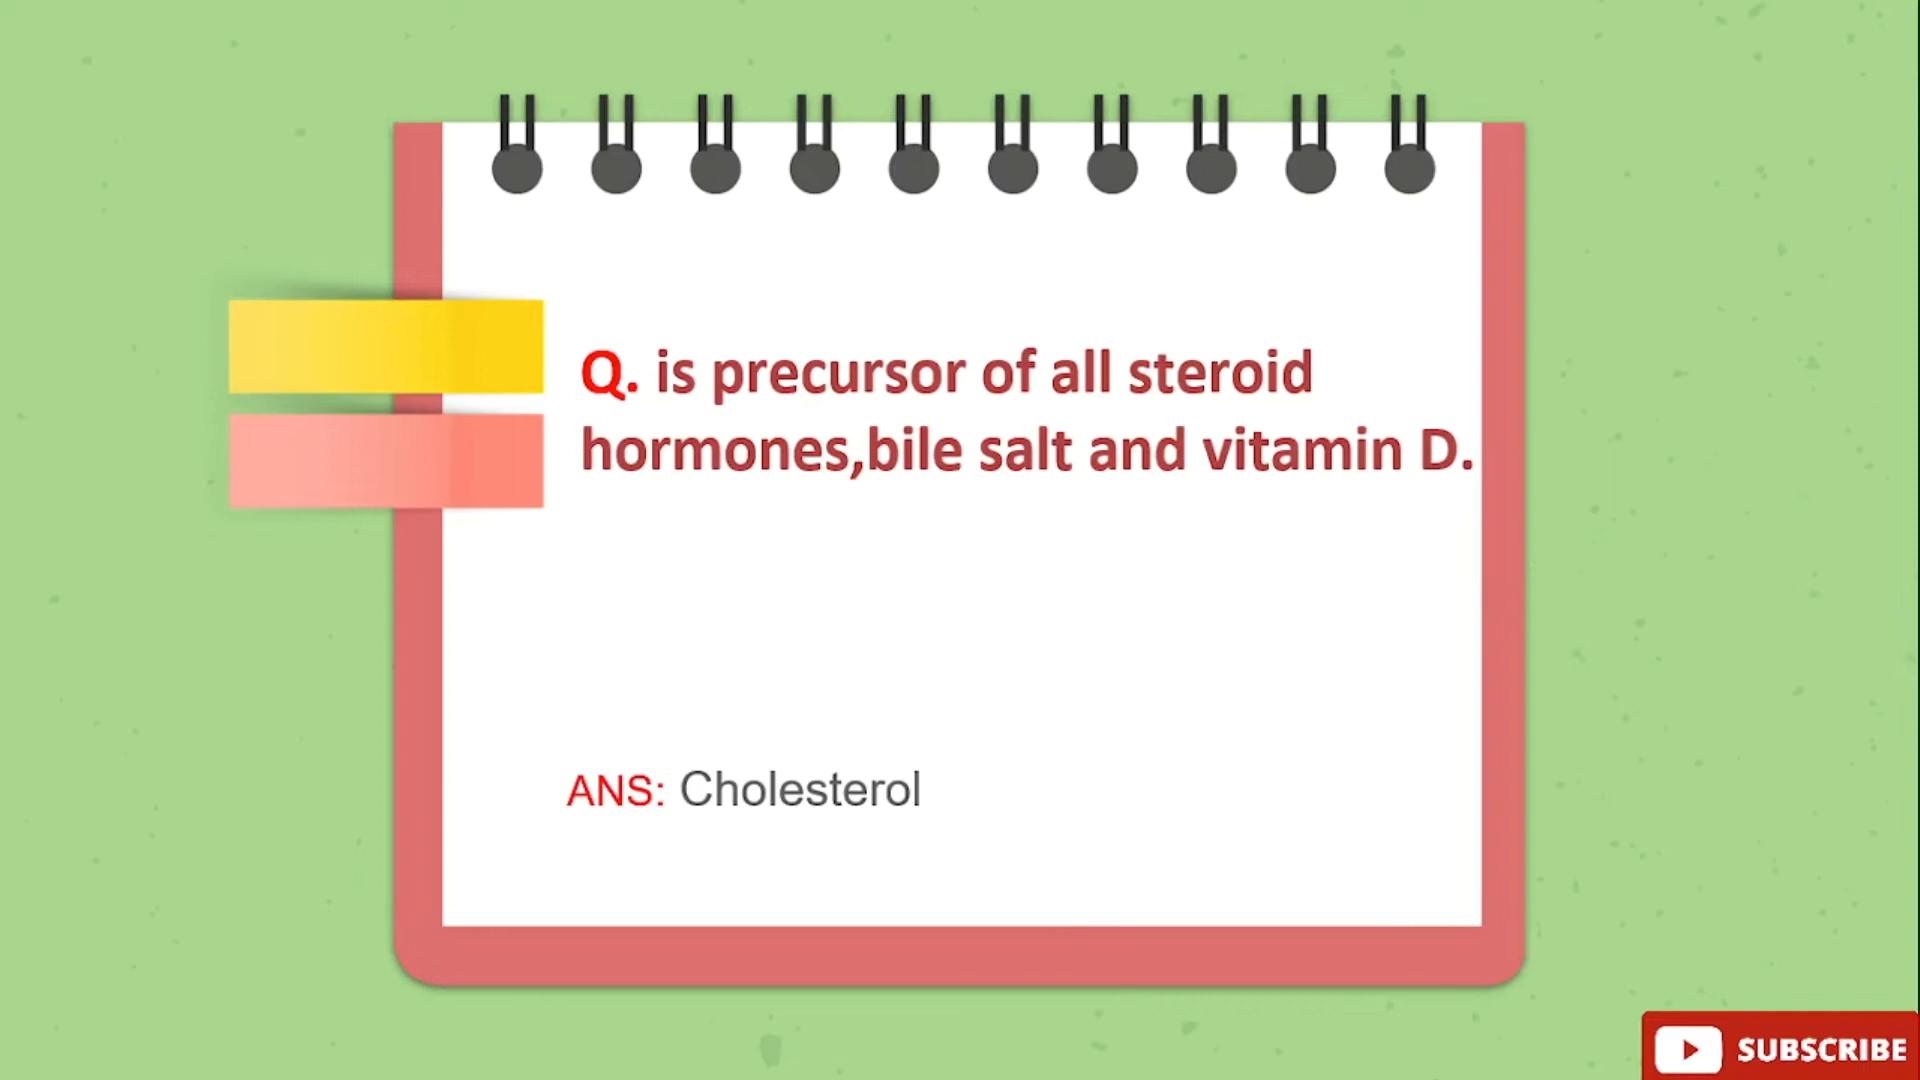 Q. is precursor of all steroid
hormones,bile salt and vitamin D.
ANS: Cholesterol
SUBSCRIBE